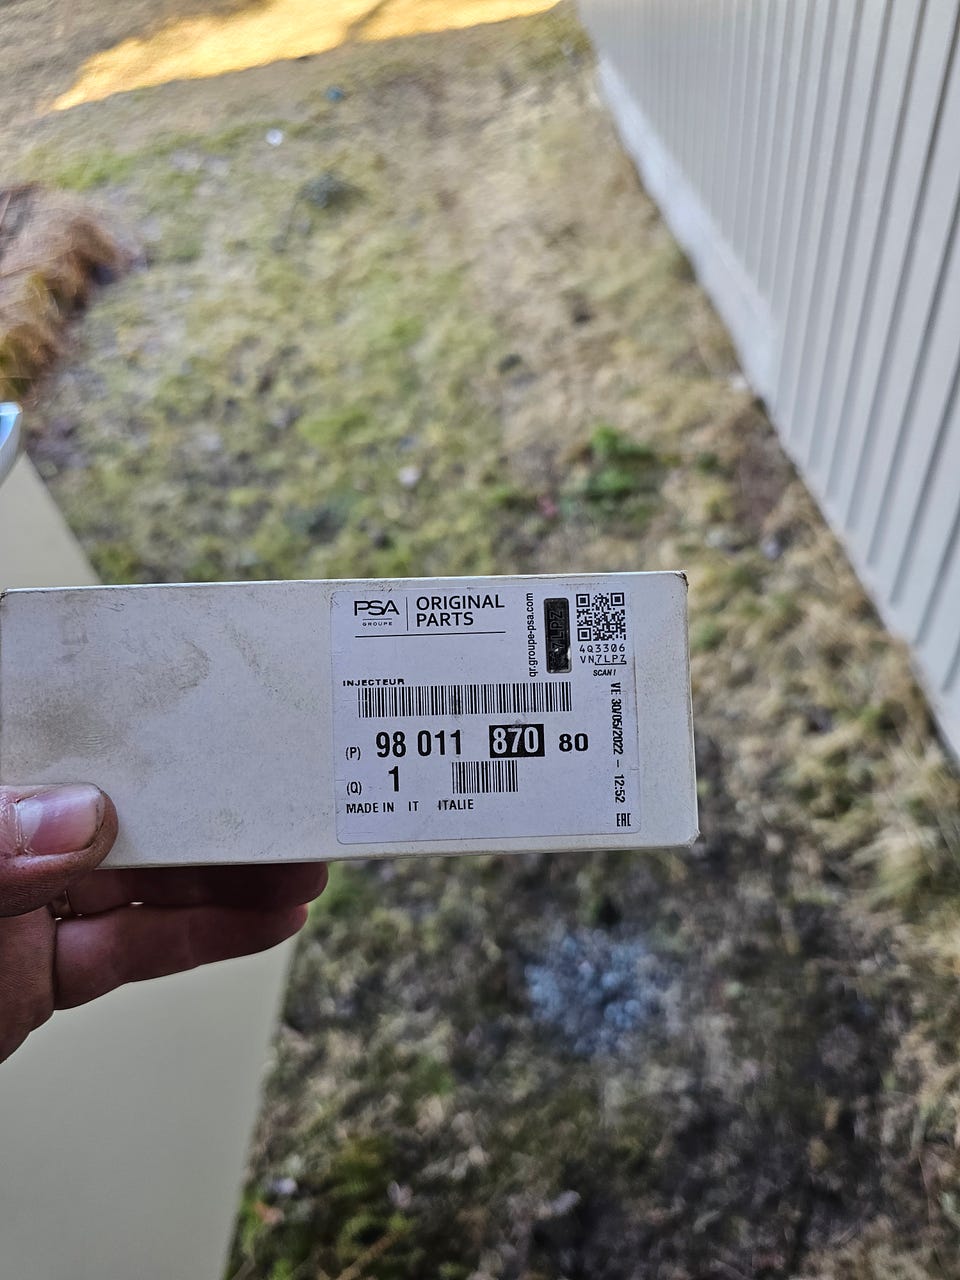 PSA
GROUPE
ORIGINAL
PARTS
qr.groupe-psa.com
7LPZ
4Q3306
VN7LPZ
SCAN !
INJECTEUR
(P) 98 011 870 80
(Q) 1
MADE IN IT ITALIE
VE 30/05/2022 - 12:52
EAC